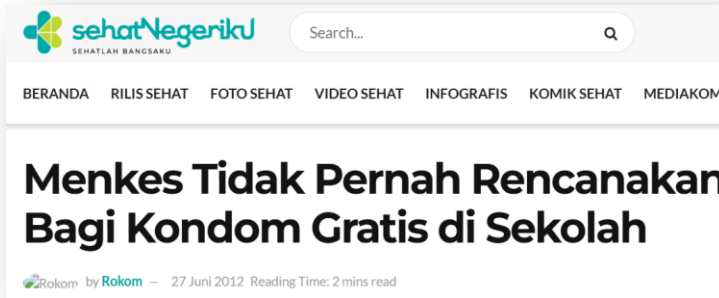 sehatNegeriku
SEHATLAH BANGSAKU
Search...
BERANDA RILIS SEHAT FOTO SEHAT VIDEO SEHAT INFOGRAFIS KOMIK SEHAT MEDIAKOM
Menkes Tidak Pernah Rencanakan
Bagi Kondom Gratis di Sekolah
Rokom by Rokom — 27 Juni 2012 Reading Time: 2 mins read